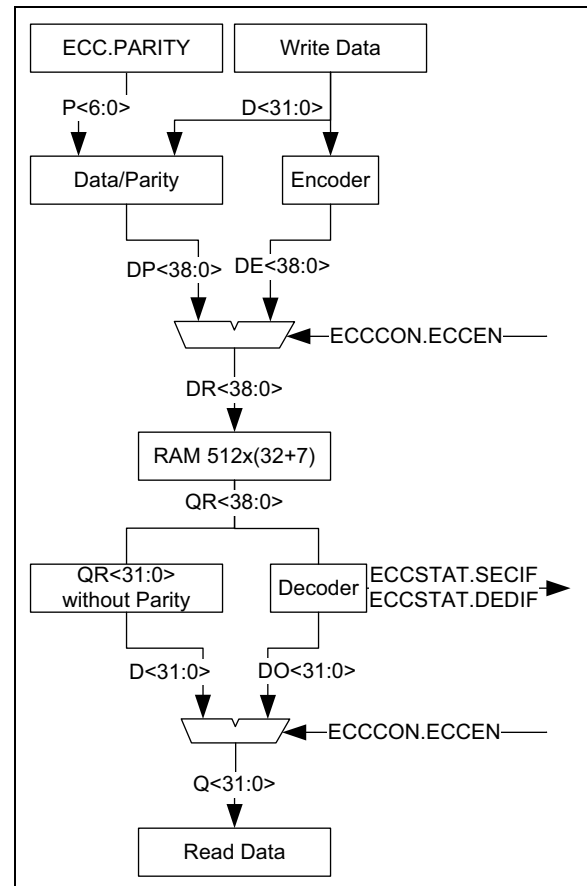 ECC.PARITY
Write Data
P<6:0>
D<31:0>
Data/Parity
Encoder
DP<38:0>
DE<38:0>
ECCCON.ECCEN
DR<38:0>
RAM 512x(32+7)
QR<38:0>
QR<31:0>
without Parity
Decoder
ECCSTAT.SECIF
ECCSTAT.DEDIF
D<31:0>
DO<31:0>
ECCCON.ECCEN
Q<31:0>
Read Data